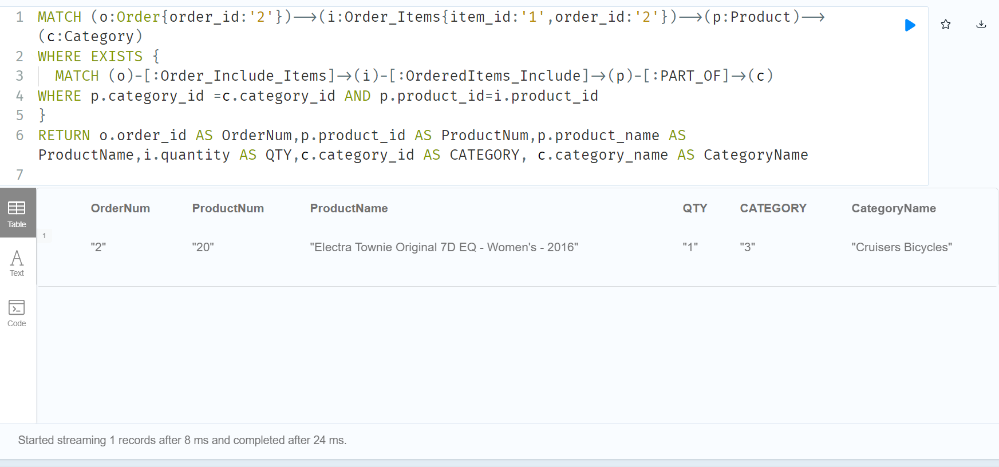 1 MATCH (o:Order{order_id:'2'})-->(i:Order_Items{item_id:'1',order_id:'2'})-->(p:Product)-->
(c:Category)
2 WHERE EXISTS {
3 MATCH (o)-[:Order_Include_Items]->(i)-[:OrderedItems_Include]->(p)-[:PART_OF]->(c)
4 WHERE p.category_id =c.category_id AND p.product_id=i.product_id
5 }
6 RETURN o.order_id AS OrderNum,p.product_id AS ProductNum,p.product_name AS
ProductName,i.quantity AS QTY,c.category_id AS CATEGORY, c.category_name AS CategoryName
7
OrderNum ProductNum ProductName QTY CATEGORY CategoryName
Table
1
"2" "20" "Electra Townie Original 7D EQ - Women's - 2016" "1" "3" "Cruisers Bicycles"
A
Text
Code
Started streaming 1 records after 8 ms and completed after 24 ms.